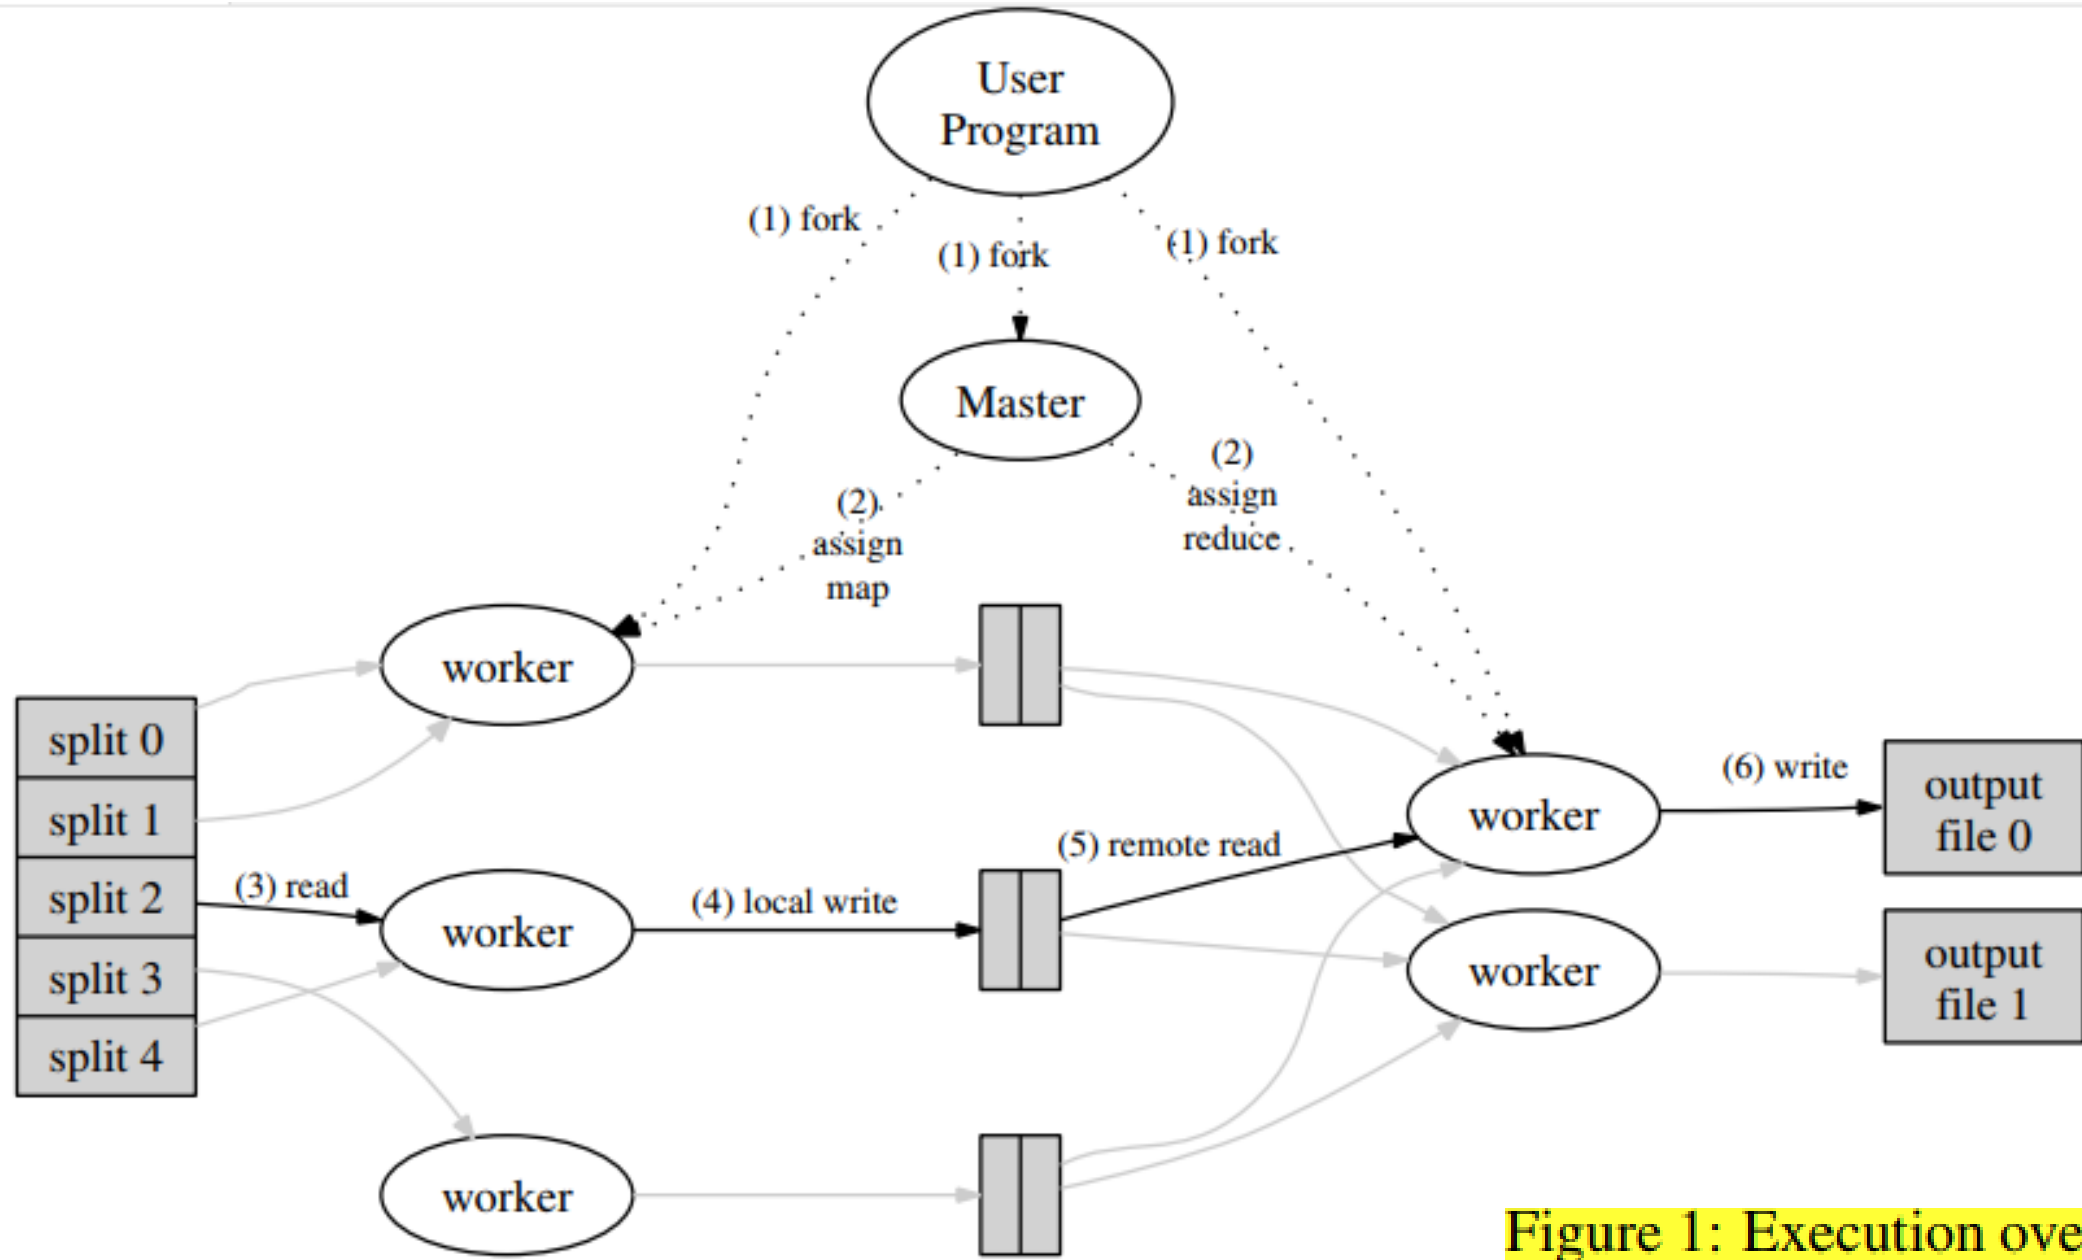 User
Program
(1) fork
(1) fork
(1) fork
Master
(2)
assign
map
(2)
assign
reduce
worker
split 0
split 1
split 2
split 3
split 4
(3) read
worker
(4) local write
(5) remote read
worker
(6) write
output
file 0
worker
output
file 1
worker
Figure 1: Execution ove